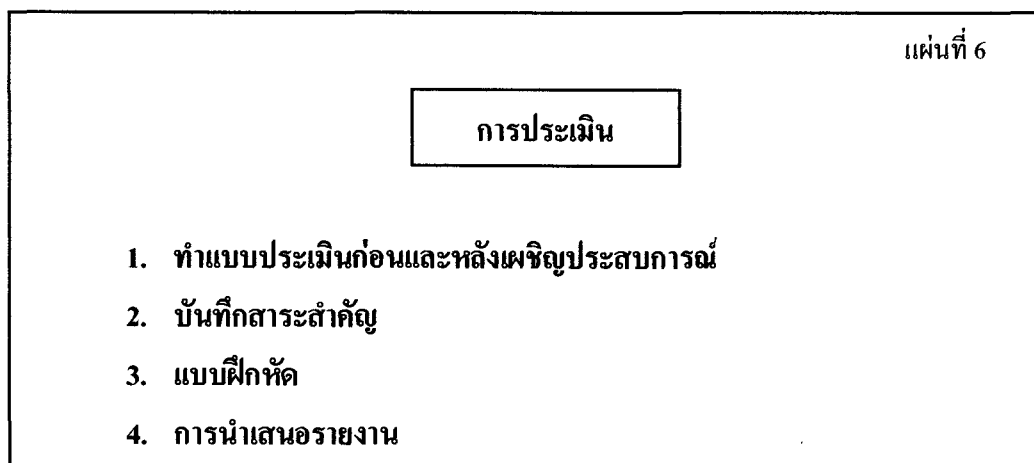 แผ่นที่ 6
การประเมิน
1. ทำแบบประเมินก่อนและหลังเผชิญประสบการณ์
2. บันทึกสาระสำคัญ
3. แบบฝึกหัด
4. การนำเสนอรายงาน